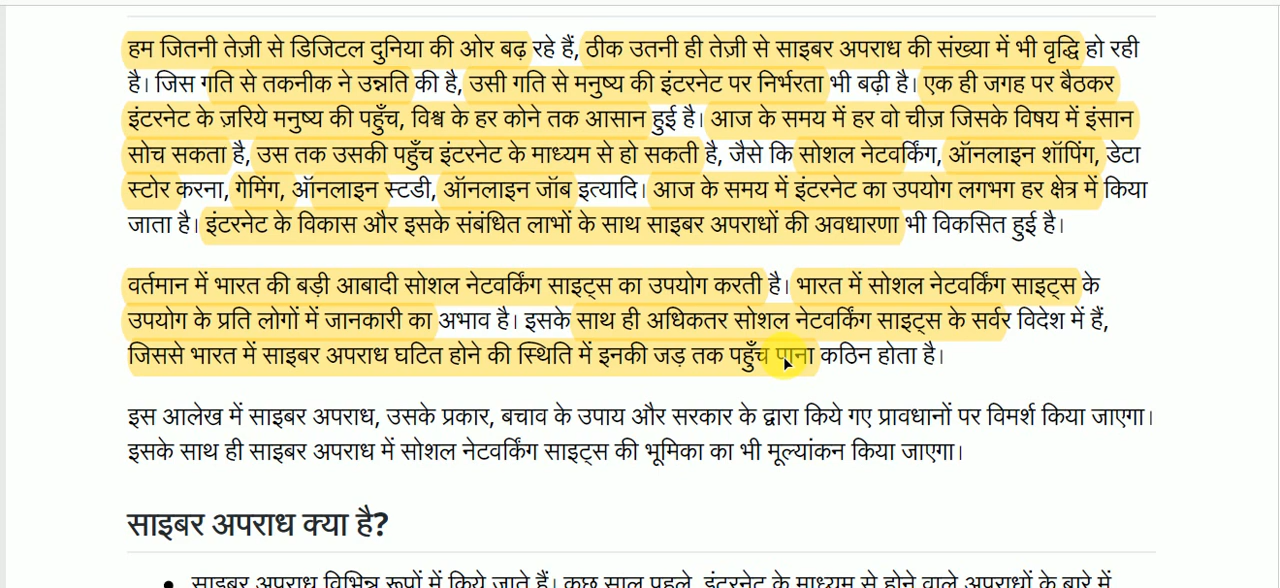 हम जितनी तेज़ी से डिजिटल दुनिया की ओर बढ़ रहे हैं, ठीक उतनी ही तेज़ी से साइबर अपराध की संख्या में भी वृद्धि हो रही
है। जिस गति से तकनीक ने उन्नति की है, उसी गति से मनुष्य की इंटरनेट पर निर्भरता भी बढ़ी है। एक ही जगह पर बैठकर
इंटरनेट के ज़रिये मनुष्य की पहुँच, विश्व के हर कोने तक आसान हुई है। आज के समय में हर वो चीज़ जिसके विषय में इंसान
सोच सकता है, उस तक उसकी पहुँच इंटरनेट के माध्यम से हो सकती है, जैसे कि सोशल नेटवर्किंग, ऑनलाइन शॉपिंग, डेटा
स्टोर करना, गेमिंग, ऑनलाइन स्टडी, ऑनलाइन जॉब इत्यादि। आज के समय में इंटरनेट का उपयोग लगभग हर क्षेत्र में किया
जाता है। इंटरनेट के विकास और इसके संबंधित लाभों के साथ साइबर अपराधों की अवधारणा भी विकसित हुई है।
वर्तमान में भारत की बड़ी आबादी सोशल नेटवर्किंग साइट्स का उपयोग करती है। भारत में सोशल नेटवर्किंग साइट्स के
उपयोग के प्रति लोगों में जानकारी का अभाव है। इसके साथ ही अधिकतर सोशल नेटवर्किंग साइट्स के सर्वर विदेश में हैं,
जिससे भारत में साइबर अपराध घटित होने की स्थिति में इनकी जड़ तक पहुँच पाना कठिन होता है।
इस आलेख में साइबर अपराध, उसके प्रकार, बचाव के उपाय और सरकार के द्वारा किये गए प्रावधानों पर विमर्श किया जाएगा।
इसके साथ ही साइबर अपराध में सोशल नेटवर्किंग साइट्स की भूमिका का भी मूल्यांकन किया जाएगा।
साइबर अपराध क्या है?
साइबर अपराध विभिन्न रूपों में किये जाते हैं। कुछ साल पहले, इंटरनेट के माध्यम से होने वाले अपराधों के बारे में